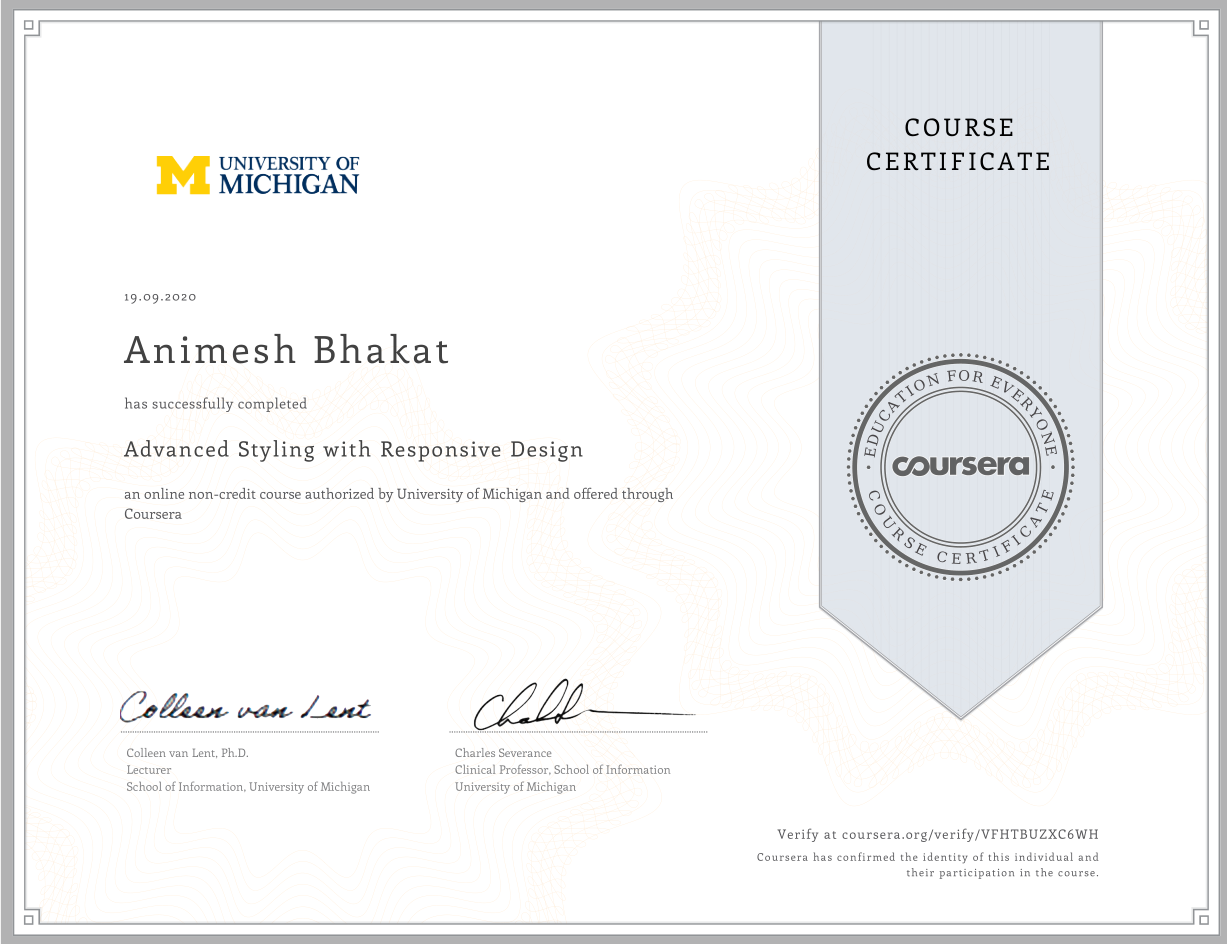 UNIVERSITY OF
MICHIGAN
COURSE
CERTIFICATE
19.09.2020
Animesh Bhakat
has successfully completed
Advanced Styling with Responsive Design
an online non-credit course authorized by University of Michigan and offered through
Coursera
EDUCATION FOR EVERYONE
coursera
COURSE CERTIFICATE
Colleen van Lent
Colleen van Lent, Ph.D.
Lecturer
School of Information, University of Michigan
Charles Severance
Clinical Professor, School of Information
University of Michigan
Verify at coursera.org/verify/VFHTBUZXC6WH
Coursera has confirmed the identity of this individual and
their participation in the course.